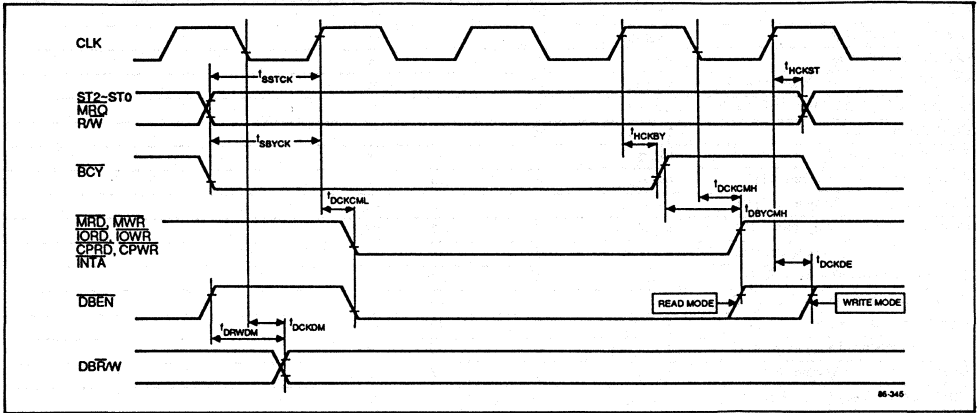 CLK
tSSTCK
tHCKST
ST2~ST0
MRQ
R/W
tSBYCK
tHCKBY
BCY
tDCKCML
tDCKCMH
tDBYCMH
MRD, MWR
IORD, IOWR
CPRD, CPWR
INTA
tDCKDE
DBEN
READ MODE
WRITE MODE
tDCKDM
tDRWDM
DBR/W
85-345